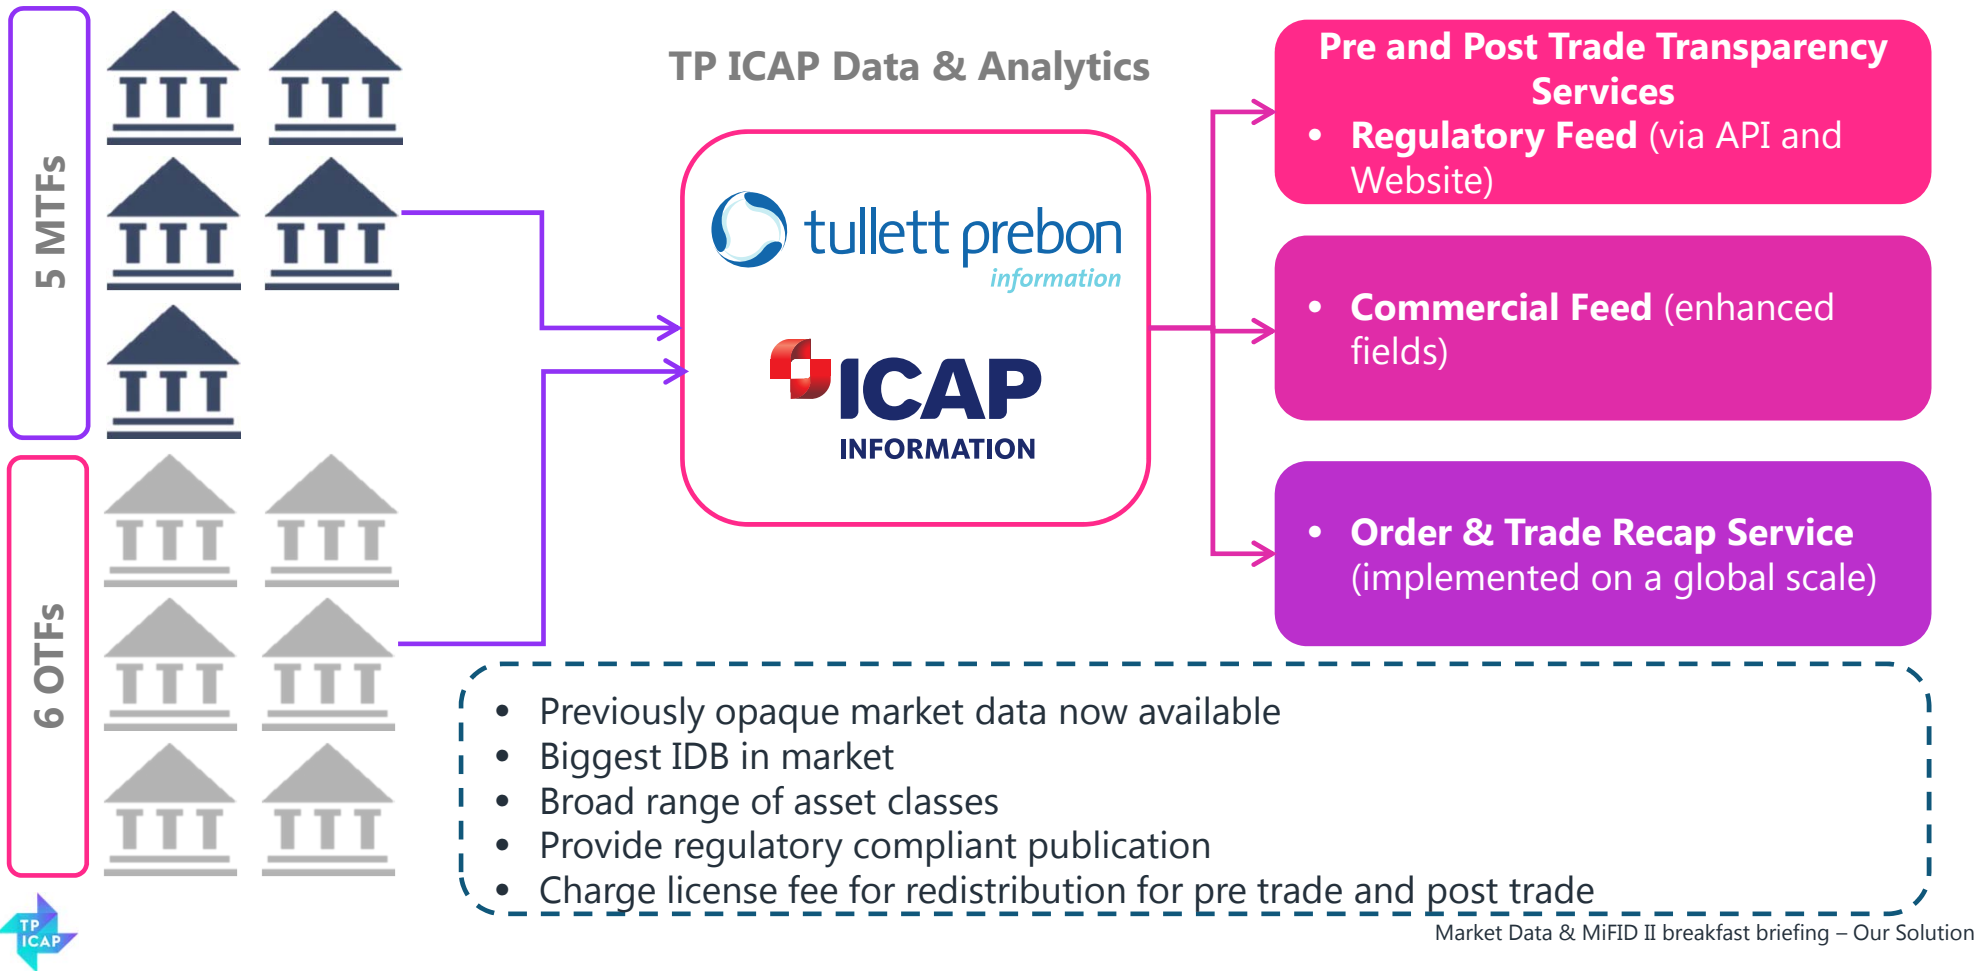 5 MTFs
6 OTFs
TP ICAP Data & Analytics
tullett prebon
information
ICAP
INFORMATION
Pre and Post Trade Transparency
Services
• Regulatory Feed (via API and
Website)
• Commercial Feed (enhanced
fields)
• Order & Trade Recap Service
(implemented on a global scale)
• Previously opaque market data now available
• Biggest IDB in market
• Broad range of asset classes
• Provide regulatory compliant publication
• Charge license fee for redistribution for pre trade and post trade
TP
ICAP
Market Data & MiFID II breakfast briefing – Our Solution